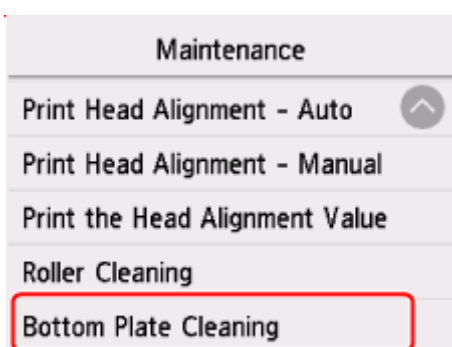 Maintenance
Print Head Alignment - Auto
Print Head Alignment - Manual
Print the Head Alignment Value
Roller Cleaning
Bottom Plate Cleaning